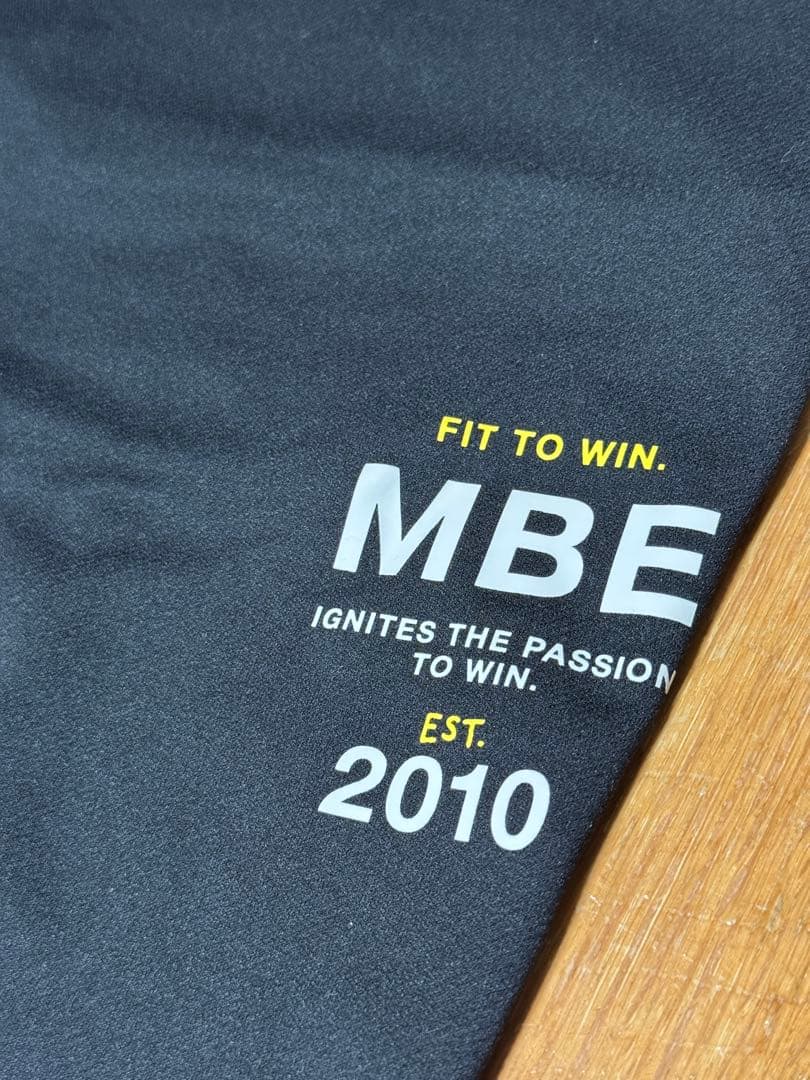 FIT TO WIN.
MBE
IGNITES THE PASSION
TO WIN.
EST.
2010